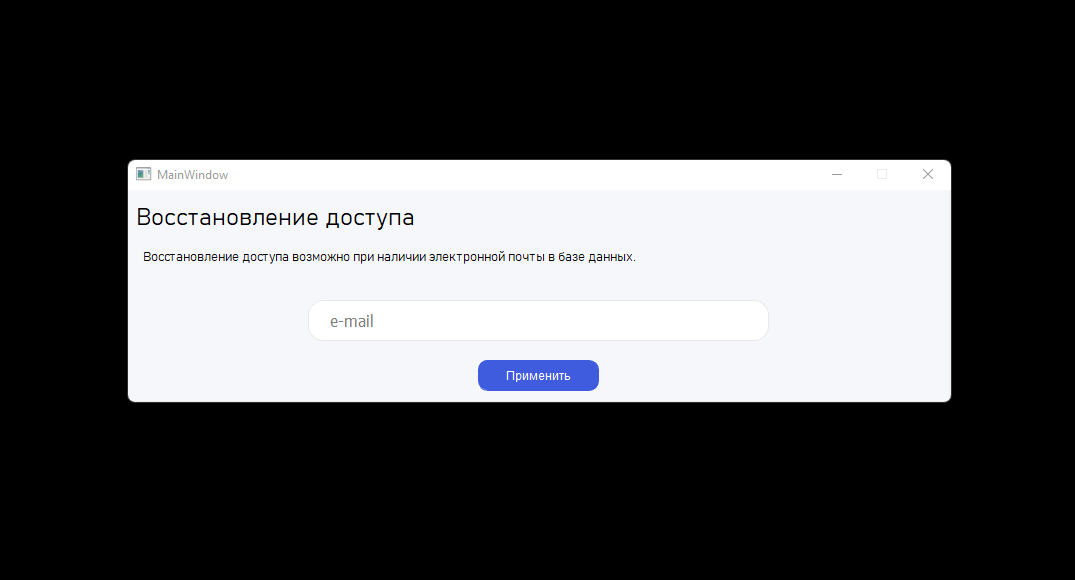 MainWindow
Восстановление доступа
Восстановление доступа возможно при наличии электронной почты в базе данных.
e-mail
Применить